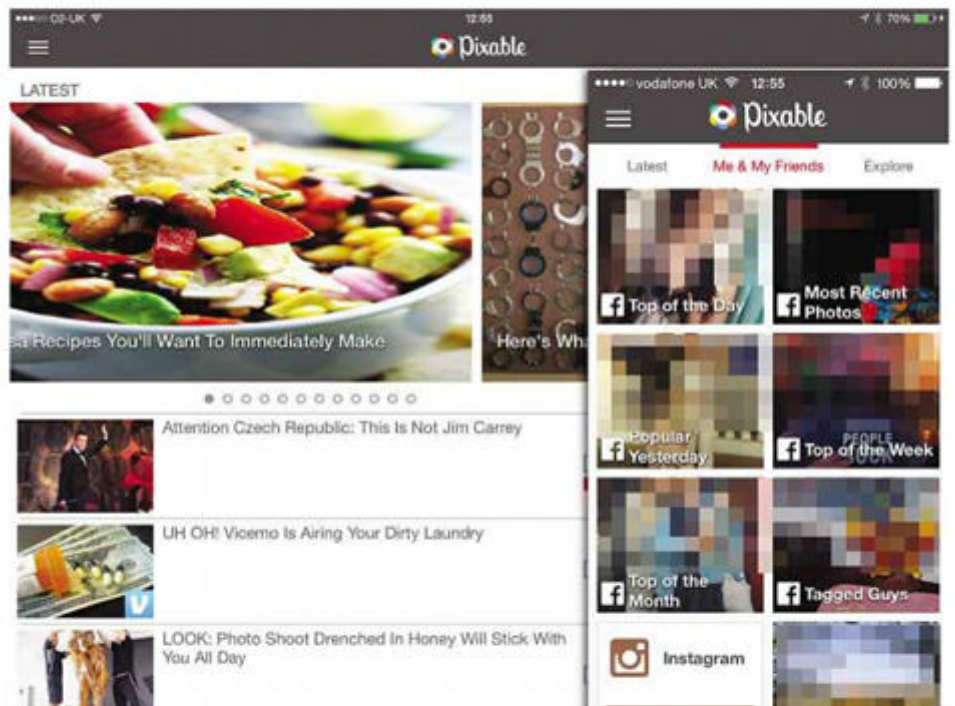 O2-UK
12:55
70%
Pixable
LATEST
sa Recipes You'll Want To Immediately Make
Here's Wha
Attention Czech Republic: This Is Not Jim Carrey
UH OH! Vicemo Is Airing Your Dirty Laundry
LOOK: Photo Shoot Drenched In Honey Will Stick With
You All Day
vodafone UK
12:55
100%
Pixable
Latest
Me & My Friends
Explore
Top of the Day
Most Recent
Photos
Popular
Yesterday
PEOPLE
Top of the Week
Top of the
Month
Tagged Guys
Instagram